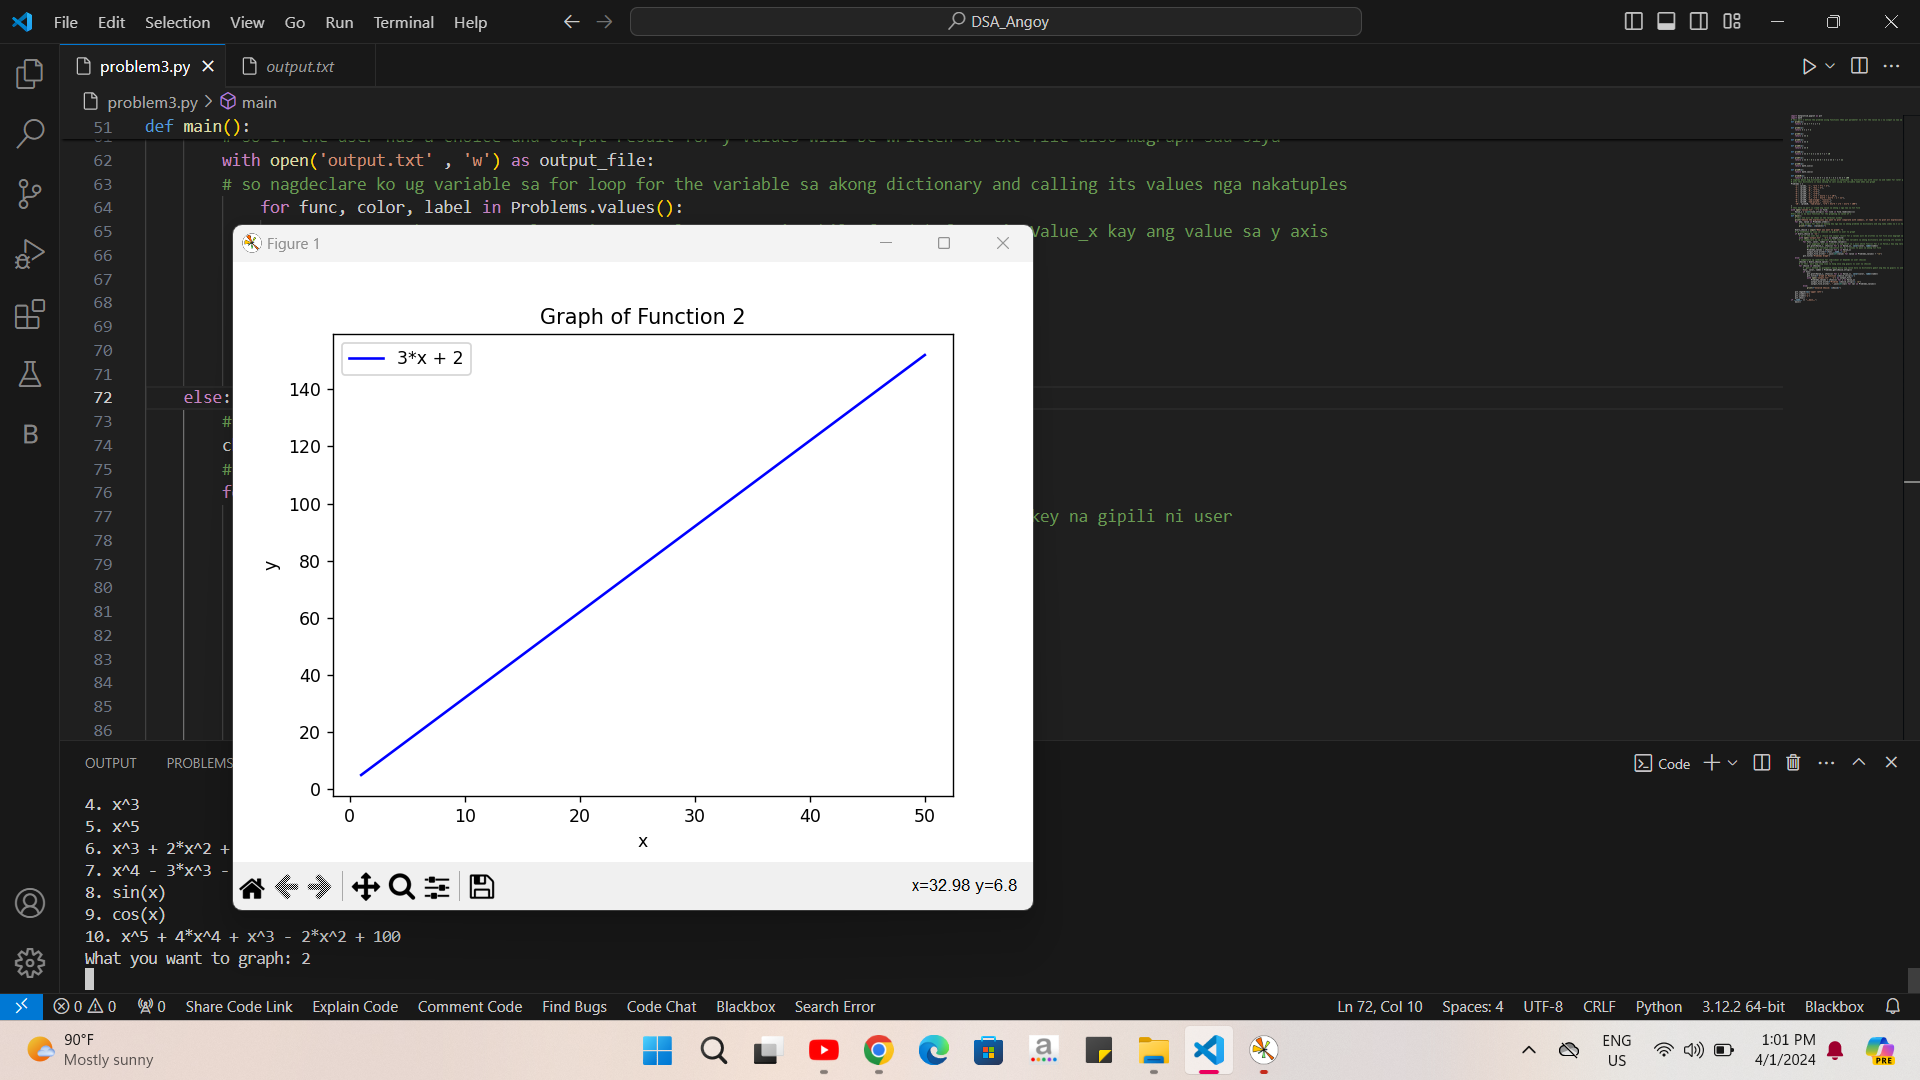 File Edit Selection View Go Run Terminal Help
DSA_Angoy
problem3.py
output.txt
problem3.py > main
51 def main():
62 with open('output.txt' , 'w') as output_file:
63 # so nagdeclare ko ug variable sa for loop for the variable sa akong dictionary and calling its values nga nakatuples
64 for func, color, label in Problems.values():
65 Value_x kay ang value sa y axis
66
67
68
69
70
71
72 else:
73 #
74 c
75 #
76 f
77 key na gipili ni user
78
79
80
81
82
83
84
85
86
Figure 1
Graph of Function 2
3*x + 2
140
120
100
80
60
40
20
0
y
0 10 20 30 40 50
x
x=32.98 y=6.8
OUTPUT PROBLEMS
Code
4. x^3
5. x^5
6. x^3 + 2*x^2 +
7. x^4 - 3*x^3 -
8. sin(x)
9. cos(x)
10. x^5 + 4*x^4 + x^3 - 2*x^2 + 100
What you want to graph: 2
0 0 0 Share Code Link Explain Code Comment Code Find Bugs Code Chat Blackbox Search Error
Ln 72, Col 10 Spaces: 4 UTF-8 CRLF Python 3.12.2 64-bit Blackbox
90°F
Mostly sunny
ENG
US
1:01 PM
4/1/2024
PRE